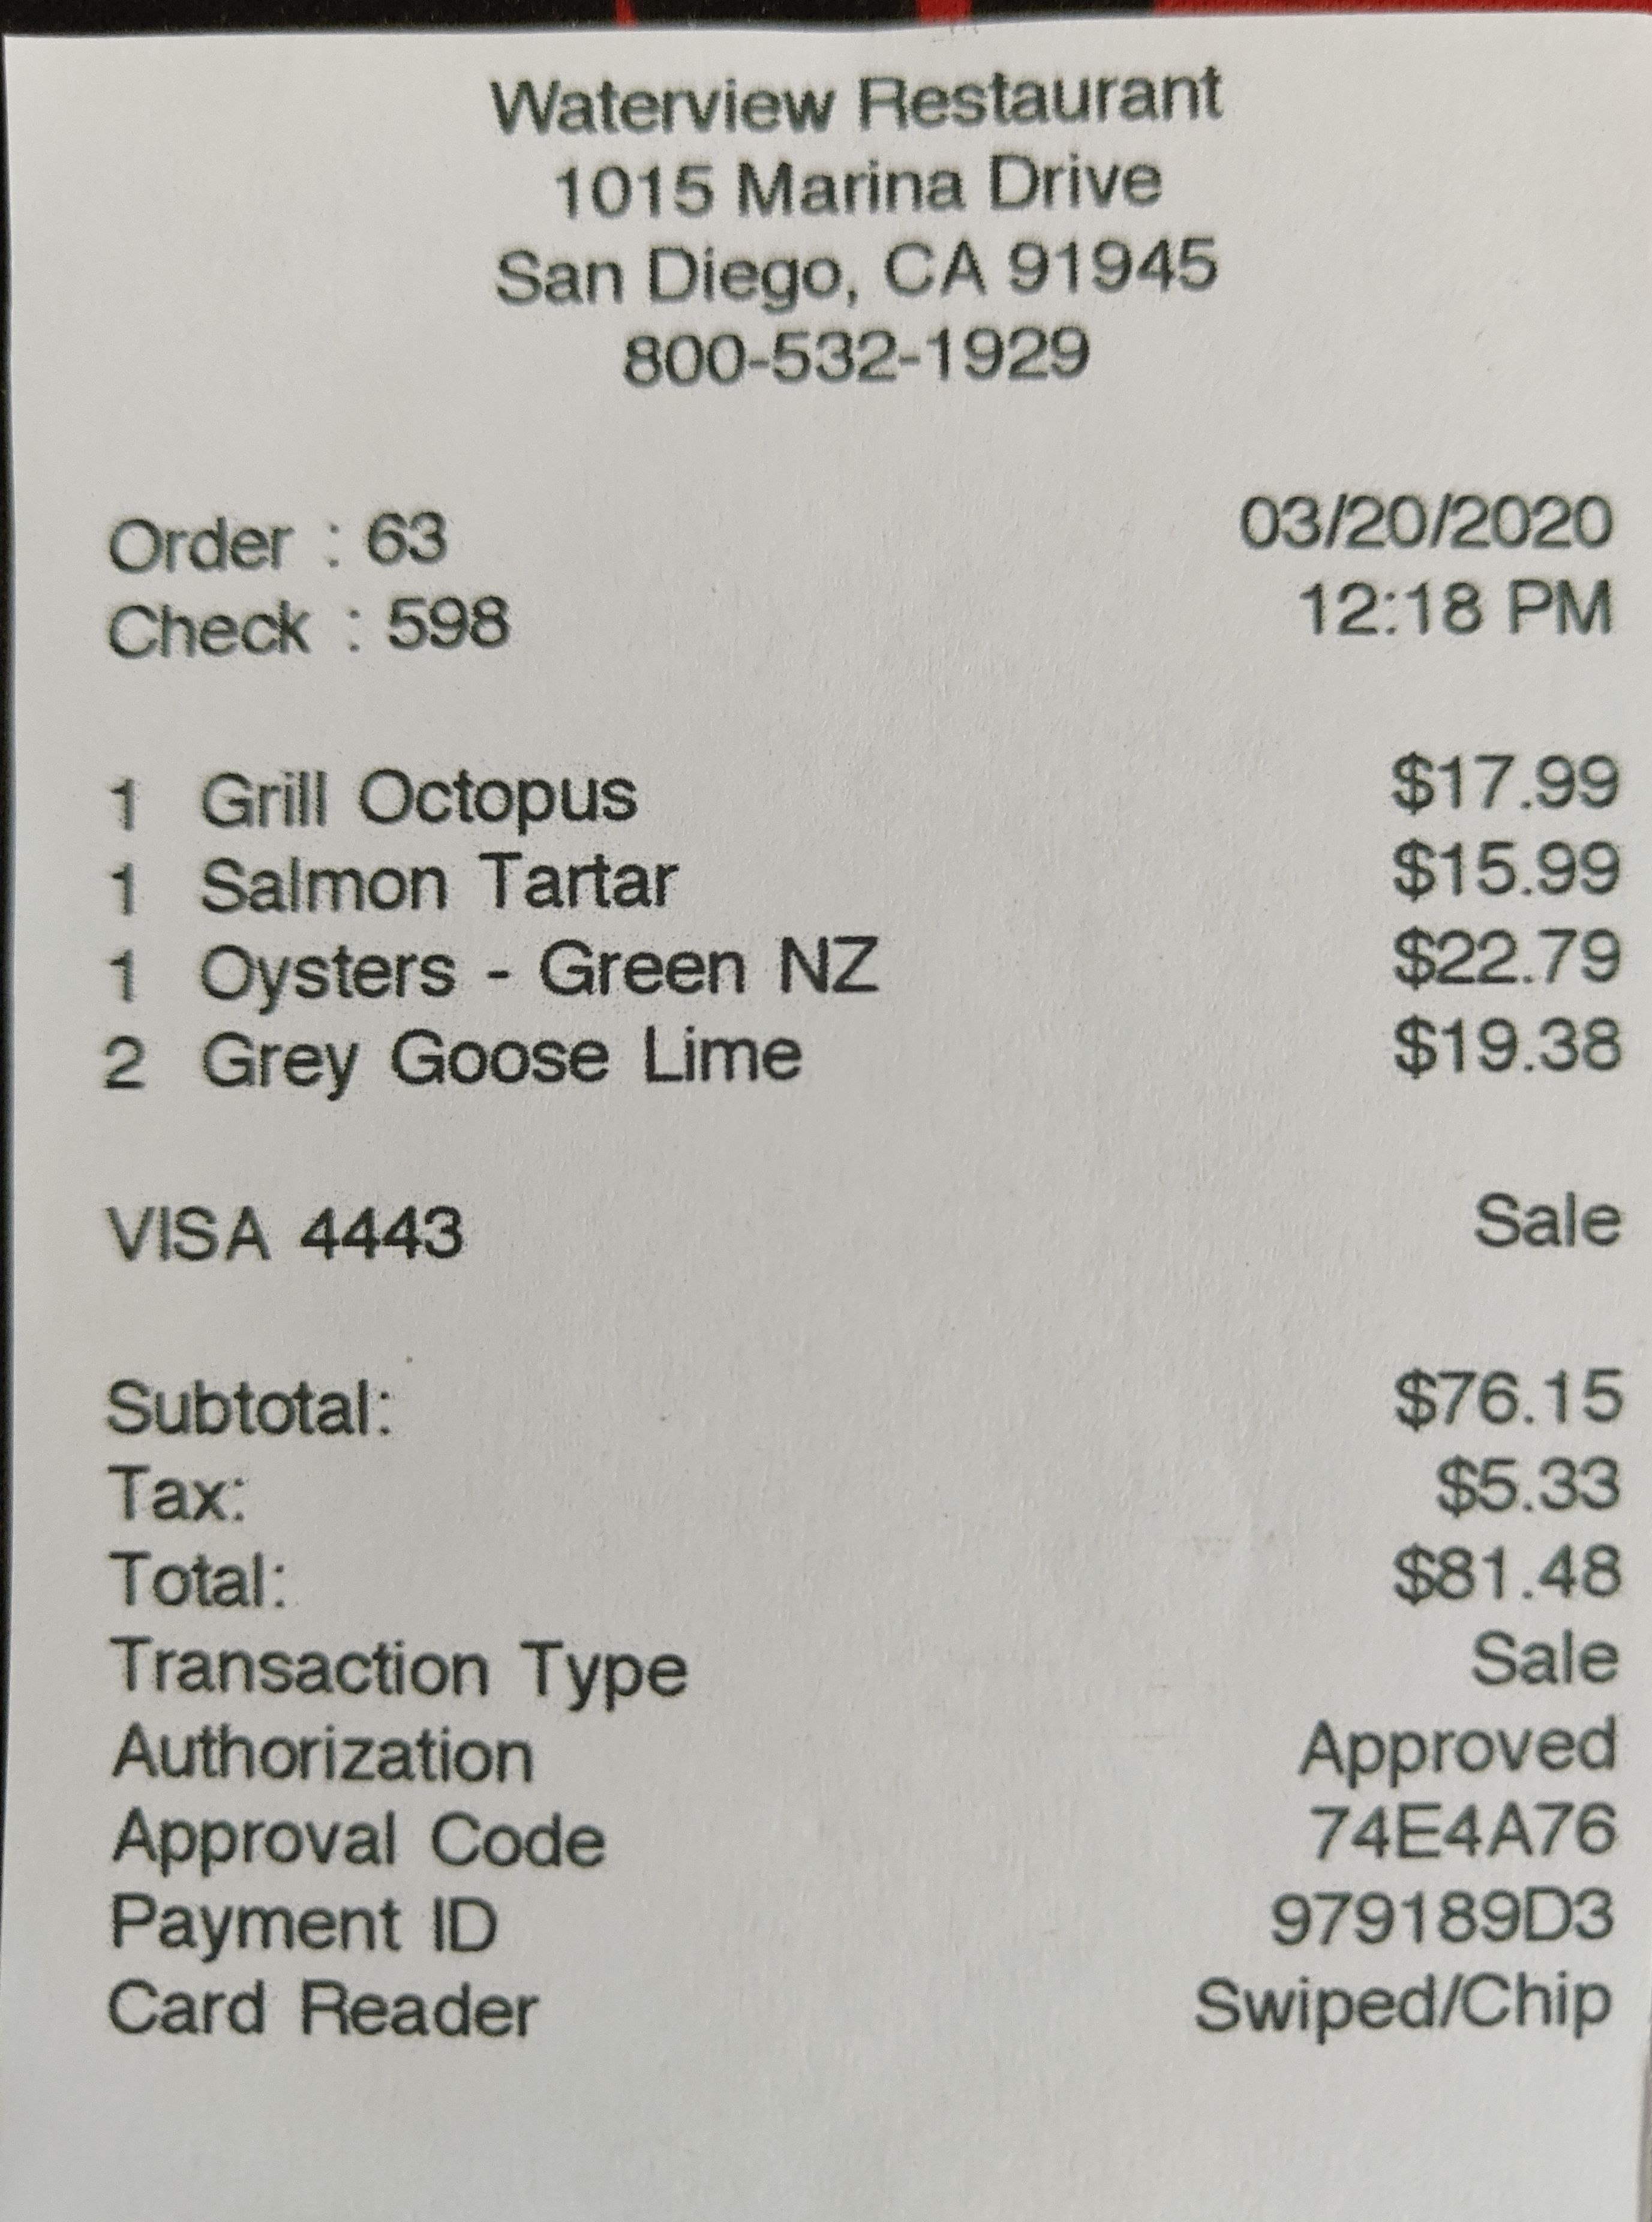 Waterview Restaurant
1015 Marina Drive
San Diego, CA 91945
800-532-1929
Order : 63 03/20/2020
Check : 598 12:18 PM
1 Grill Octopus $17.99
1 Salmon Tartar $15.99
1 Oysters - Green NZ $22.79
2 Grey Goose Lime $19.38
VISA 4443 Sale
Subtotal: $76.15
Tax: $5.33
Total: $81.48
Transaction Type Sale
Authorization Approved
Approval Code 74E4A76
Payment ID 979189D3
Card Reader Swiped/Chip